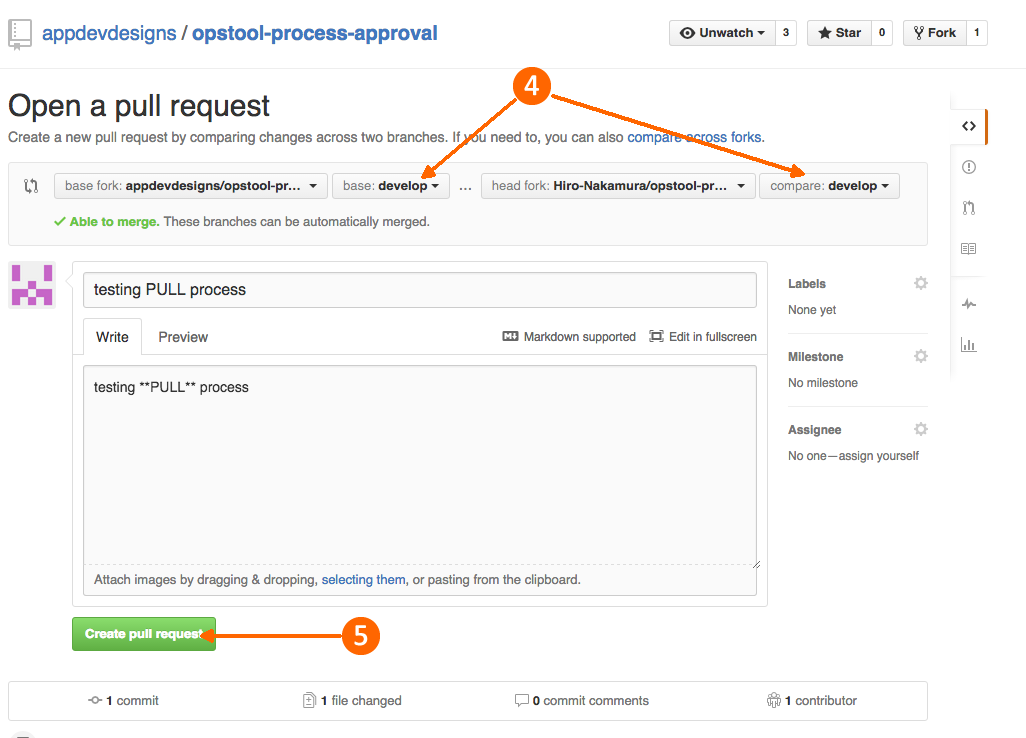 appdevdesigns / opstool-process-approval
Unwatch 3 Star 0 Fork 1
4
Open a pull request
Create a new pull request by comparing changes across two branches. If you need to, you can also compare across forks.
base fork: appdevdesigns/opstool-pr... base: develop ... head fork: Hiro-Nakamura/opstool-pr... compare: develop
Able to merge. These branches can be automatically merged.
testing PULL process
Write Preview Markdown supported Edit in fullscreen
testing **PULL** process
Attach images by dragging & dropping, selecting them, or pasting from the clipboard.
Labels
None yet
Milestone
No milestone
Assignee
No one—assign yourself
Create pull request 5
1 commit 1 file changed 0 commit comments 1 contributor